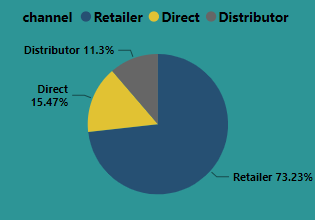 channel Retailer Direct Distributor
Distributor 11.3%
Direct
15.47%
Retailer 73.23%